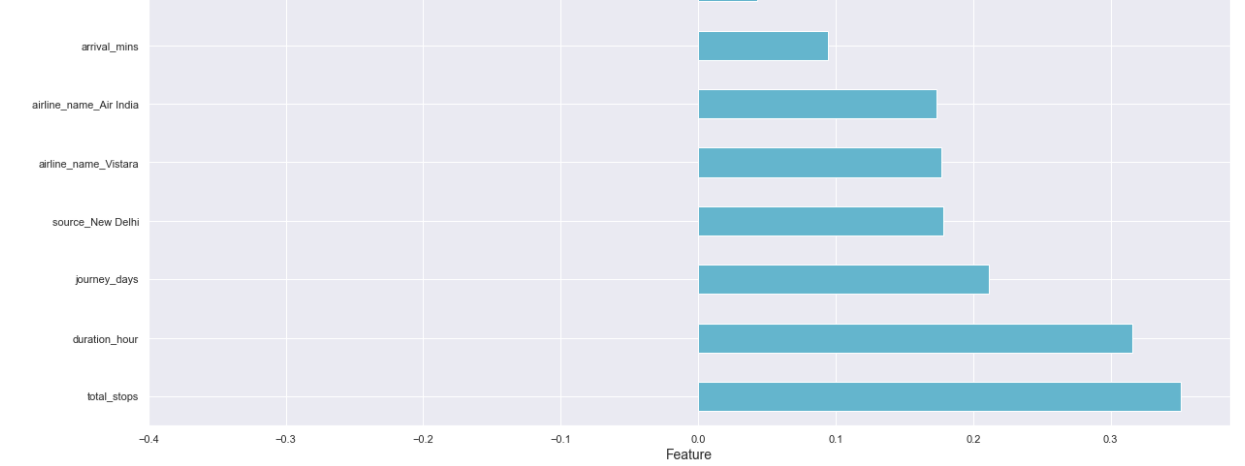 arrival_mins
airline_name_Air India
airline_name_Vistara
source_New Delhi
journey_days
duration_hour
total_stops
−0.4 −0.3 −0.2 −0.1 0.0 0.1 0.2 0.3
Feature